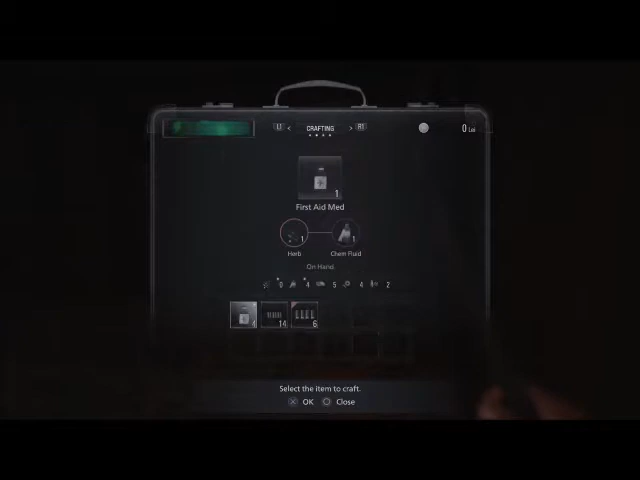 L1 < CRAFTING > R1
0 Lei
1
First Aid Med
1 1
Herb Chem Fluid
On Hand
0 4 5 4 2
4 14 6
Select the item to craft.
OK Close